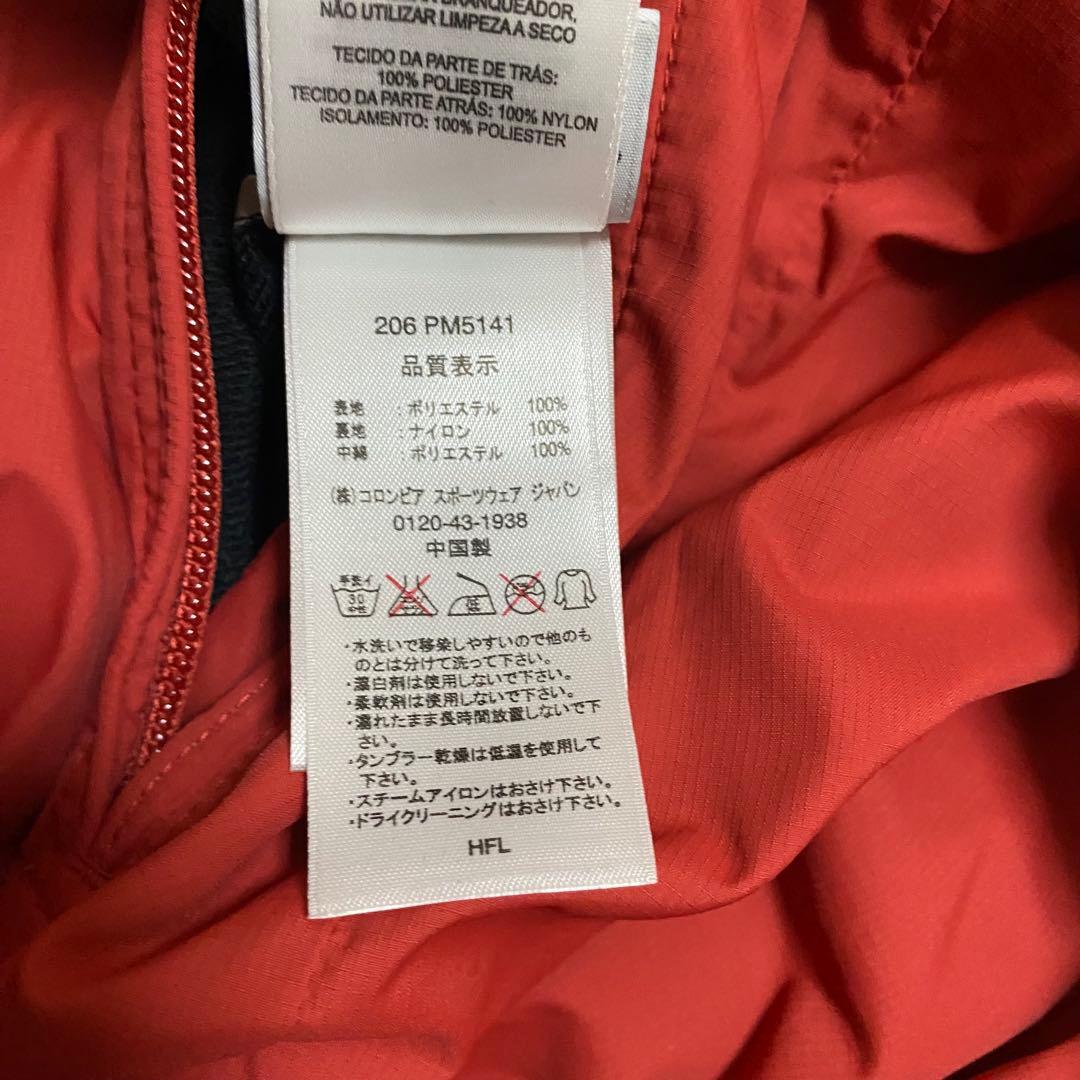 BRANQUEADOR,
NÃO UTILIZAR LIMPEZA A SECO
TECIDO DA PARTE DE TRÁS:
100% POLIESTER
TECIDO DA PARTE ATRÁS: 100% NYLON
ISOLAMENTO: 100% POLIESTER
206 PM5141
品質表示
表地 : ポリエステル 100%
裏地 : ナイロン 100%
中綿 : ポリエステル 100%
(株)コロンビア スポーツウェア ジャパン
0120-43-1938
中国製
手洗イ
30
中性
低
・水洗いで移染しやすいので他のも
のとは分けて洗って下さい。
・蛋白剤は使用しないで下さい。
・柔軟剤は使用しないで下さい。
・濡れたまま長時間放置しないで下
さい。
・タンブラー乾燥は低温を使用して
下さい。
・スチームアイロンはおさけ下さい。
・ドライクリーニングはおさけ下さい。
HFL